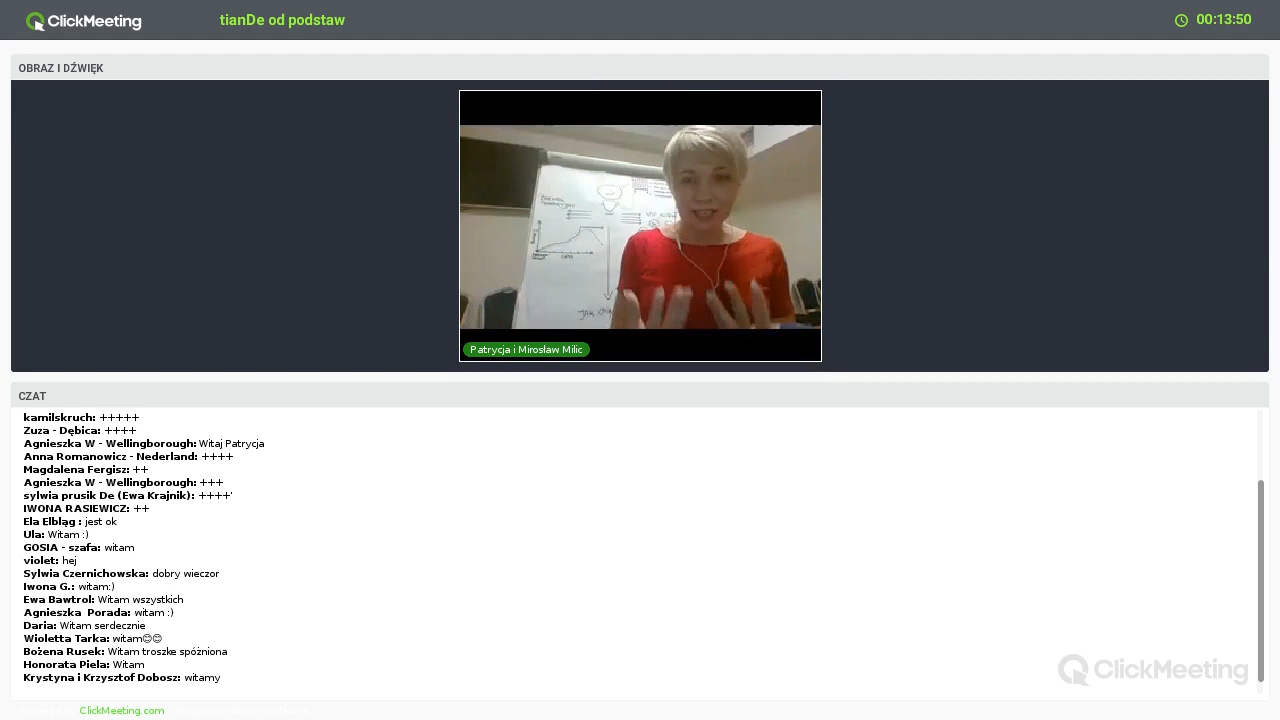 ClickMeeting
tianDe od podstaw
00:13:50
OBRAZ I DŹWIĘK
Patrycja i Mirosław Milic
CZAT
kamilskruch: +++++
Zuza - Dębica: ++++
Agnieszka W - Wellingborough: Witaj Patrycja
Anna Romanowicz - Nederland: ++++
Magdalena Fergisz: ++
Agnieszka W - Wellingborough: +++
sylwia prusik De (Ewa Krajnik): ++++'
IWONA RASIEWICZ: ++
Ela Elbląg : jest ok
Ula: Witam :)
GOSIA - szafa: witam
violet: hej
Sylwia Czernichowska: dobry wieczor
Iwona G.: witam:)
Ewa Bawtrol: Witam wszystkich
Agnieszka  Porada: witam :)
Daria: Witam serdecznie
Wioletta Tarka: witam😊😊
Bożena Rusek: Witam troszke spóżniona
Honorata Piela: Witam
Krystyna i Krzysztof Dobosz: witamy
ClickMeeting
ClickMeeting.com